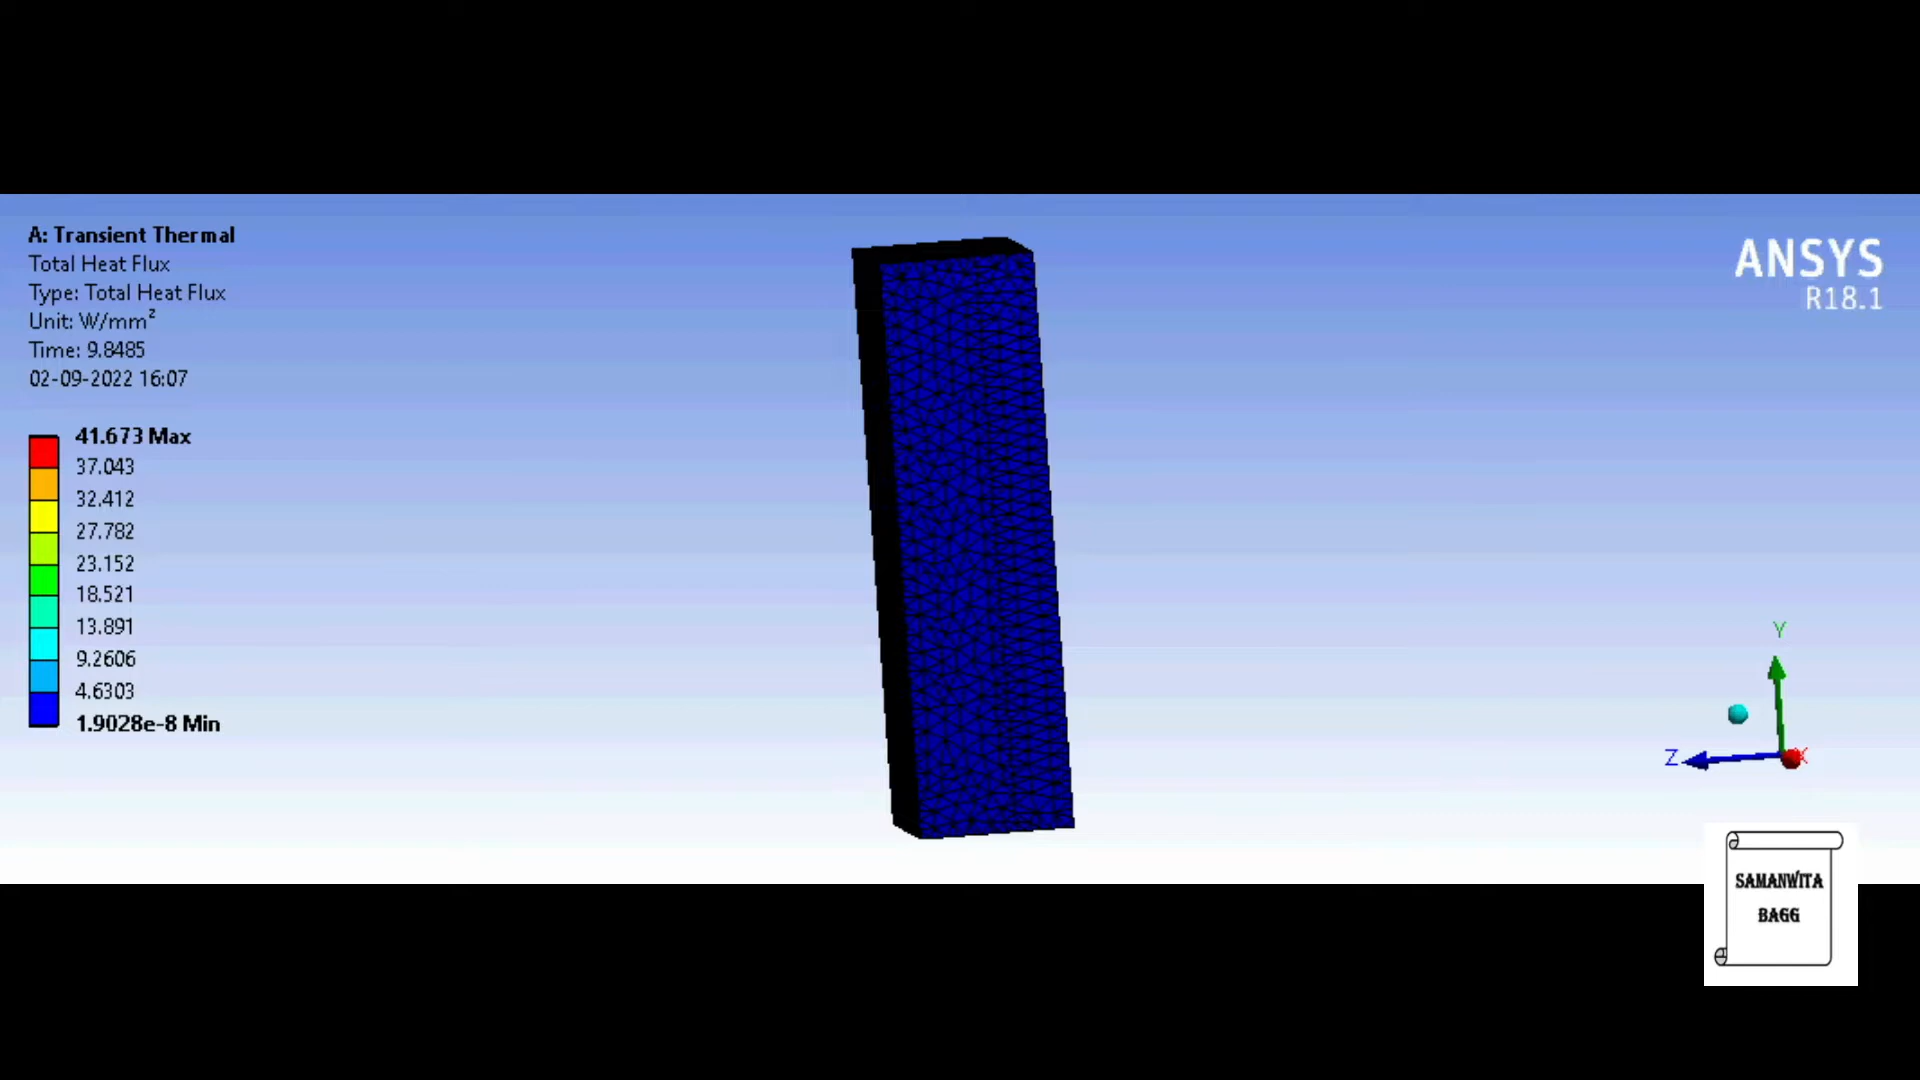 A: Transient Thermal
Total Heat Flux
Type: Total Heat Flux
Unit: W/mm²
Time: 9.8485
02-09-2022 16:07
41.673 Max
37.043
32.412
27.782
23.152
18.521
13.891
9.2606
4.6303
1.9028e-8 Min
ANSYS
R18.1
Y
Z
X
SAMANWITA
BAGG